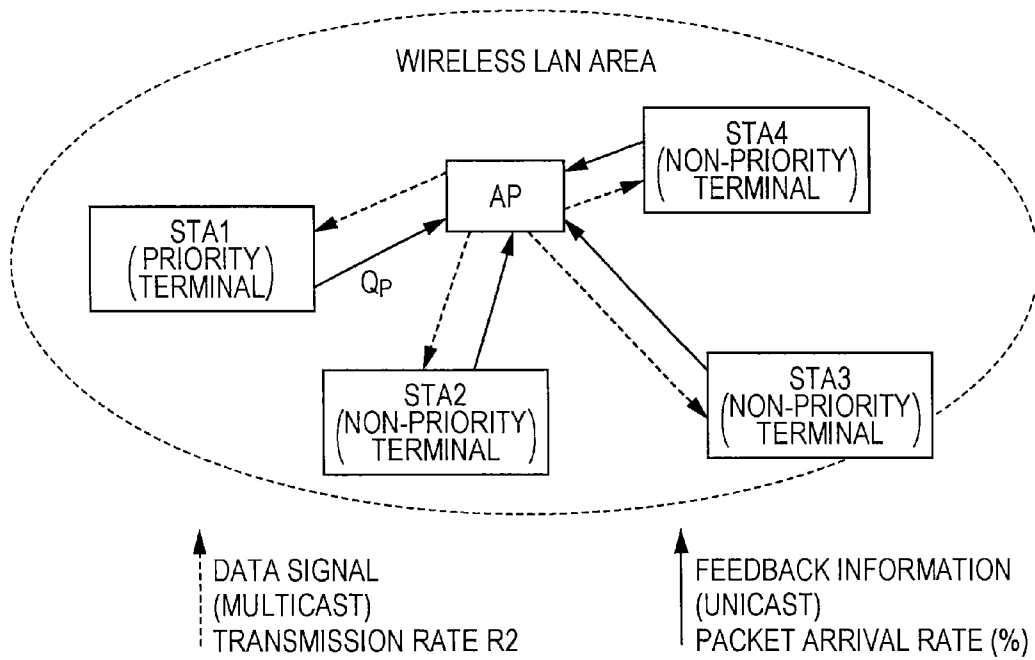 WIRELESS LAN AREA
STA4
(NON-PRIORITY)
TERMINAL
AP
STA1
(PRIORITY)
TERMINAL
QP
STA2
(NON-PRIORITY)
TERMINAL
STA3
(NON-PRIORITY)
TERMINAL
DATA SIGNAL
(MULTICAST)
TRANSMISSION RATE R2
FEEDBACK INFORMATION
(UNICAST)
PACKET ARRIVAL RATE (%)